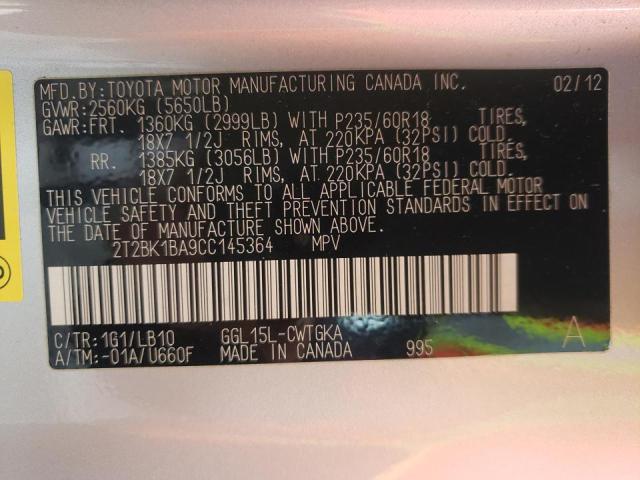 MFD.BY:TOYOTA MOTOR MANUFACTURING CANADA INC. 02/12
GVWR:2560KG (5650LB)
GAWR:FRT. 1360KG (2999LB) WITH P235/60R18 TIRES,
18X7 1/2J RIMS, AT 220KPA (32PSI) COLD.
RR. 1385KG (3056LB) WITH P235/60R18 TIRES,
18X7 1/2J RIMS, AT 220KPA (32PSI) COLD.
THIS VEHICLE CONFORMS TO ALL APPLICABLE FEDERAL MOTOR
VEHICLE SAFETY AND THEFT PREVENTION STANDARDS IN EFFECT ON
THE DATE OF MANUFACTURE SHOWN ABOVE.
2T2BK1BA9CC145364 MPV
C/TR:1G1/LB10 GGL15L-CWTGKA A
A/TM:-01A/U660F MADE IN CANADA 995